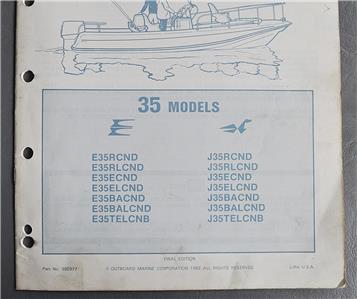 35 MODELS
E35RCND J35RCND
E35RLCND J35RLCND
E35ECND J35ECND
E35ELCND J35ELCND
E35BACND J35BACND
E35BALCND J35BALCND
E35TELCNB J35TELCNB
FINAL EDITION
Part No. © OUTBOARD MARINE CORPORATION 1982 ALL RIGHTS RESERVED Litho U.S.A.